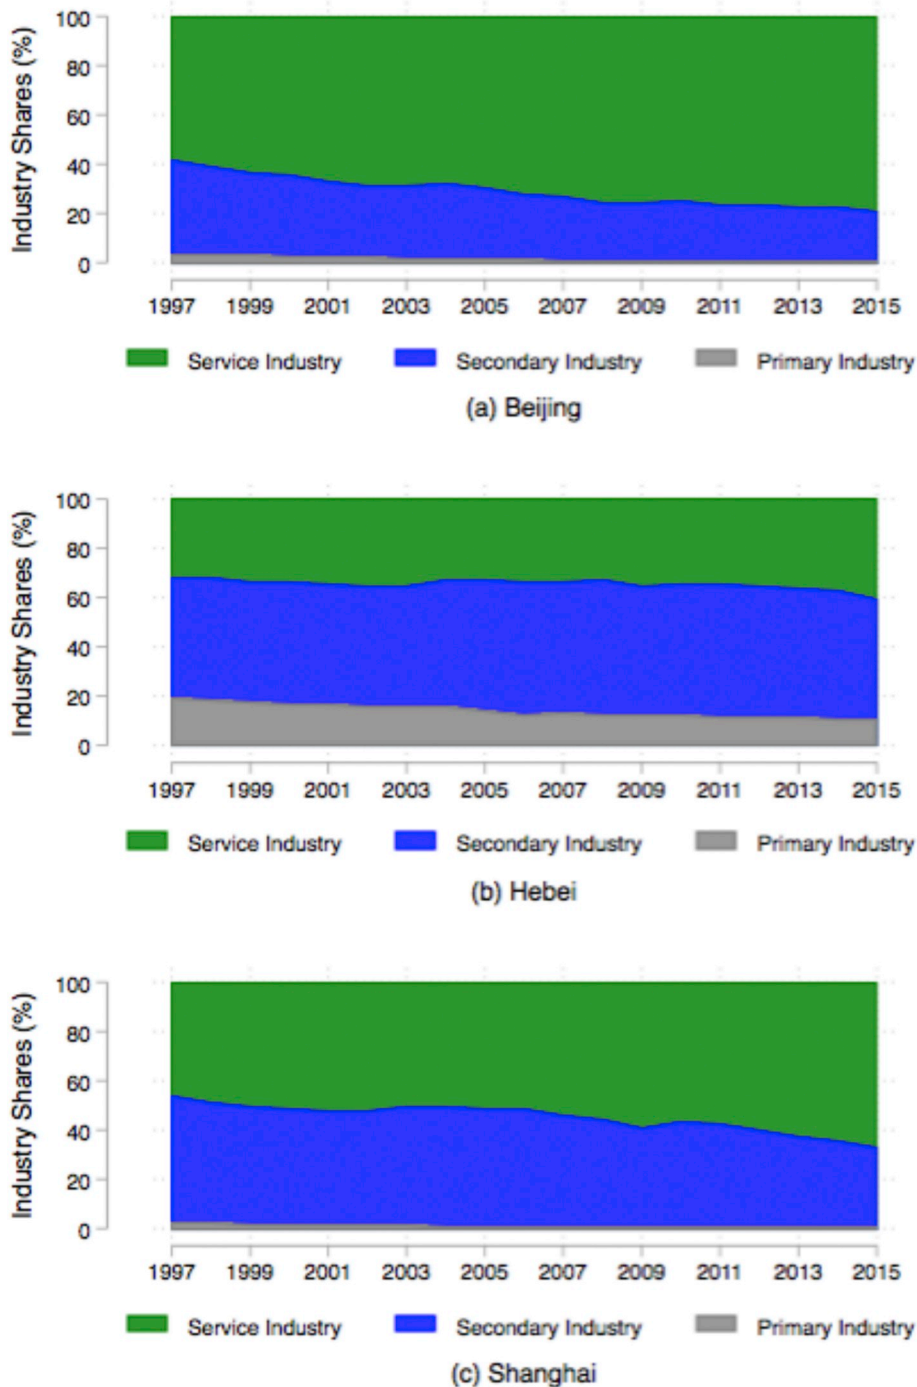 Industry Shares (%)
100
80
60
40
20
0
1997 1999 2001 2003 2005 2007 2009 2011 2013 2015
Service Industry Secondary Industry Primary Industry
(a) Beijing
Industry Shares (%)
100
80
60
40
20
0
1997 1999 2001 2003 2005 2007 2009 2011 2013 2015
Service Industry Secondary Industry Primary Industry
(b) Hebei
Industry Shares (%)
100
80
60
40
20
0
1997 1999 2001 2003 2005 2007 2009 2011 2013 2015
Service Industry Secondary Industry Primary Industry
(c) Shanghai